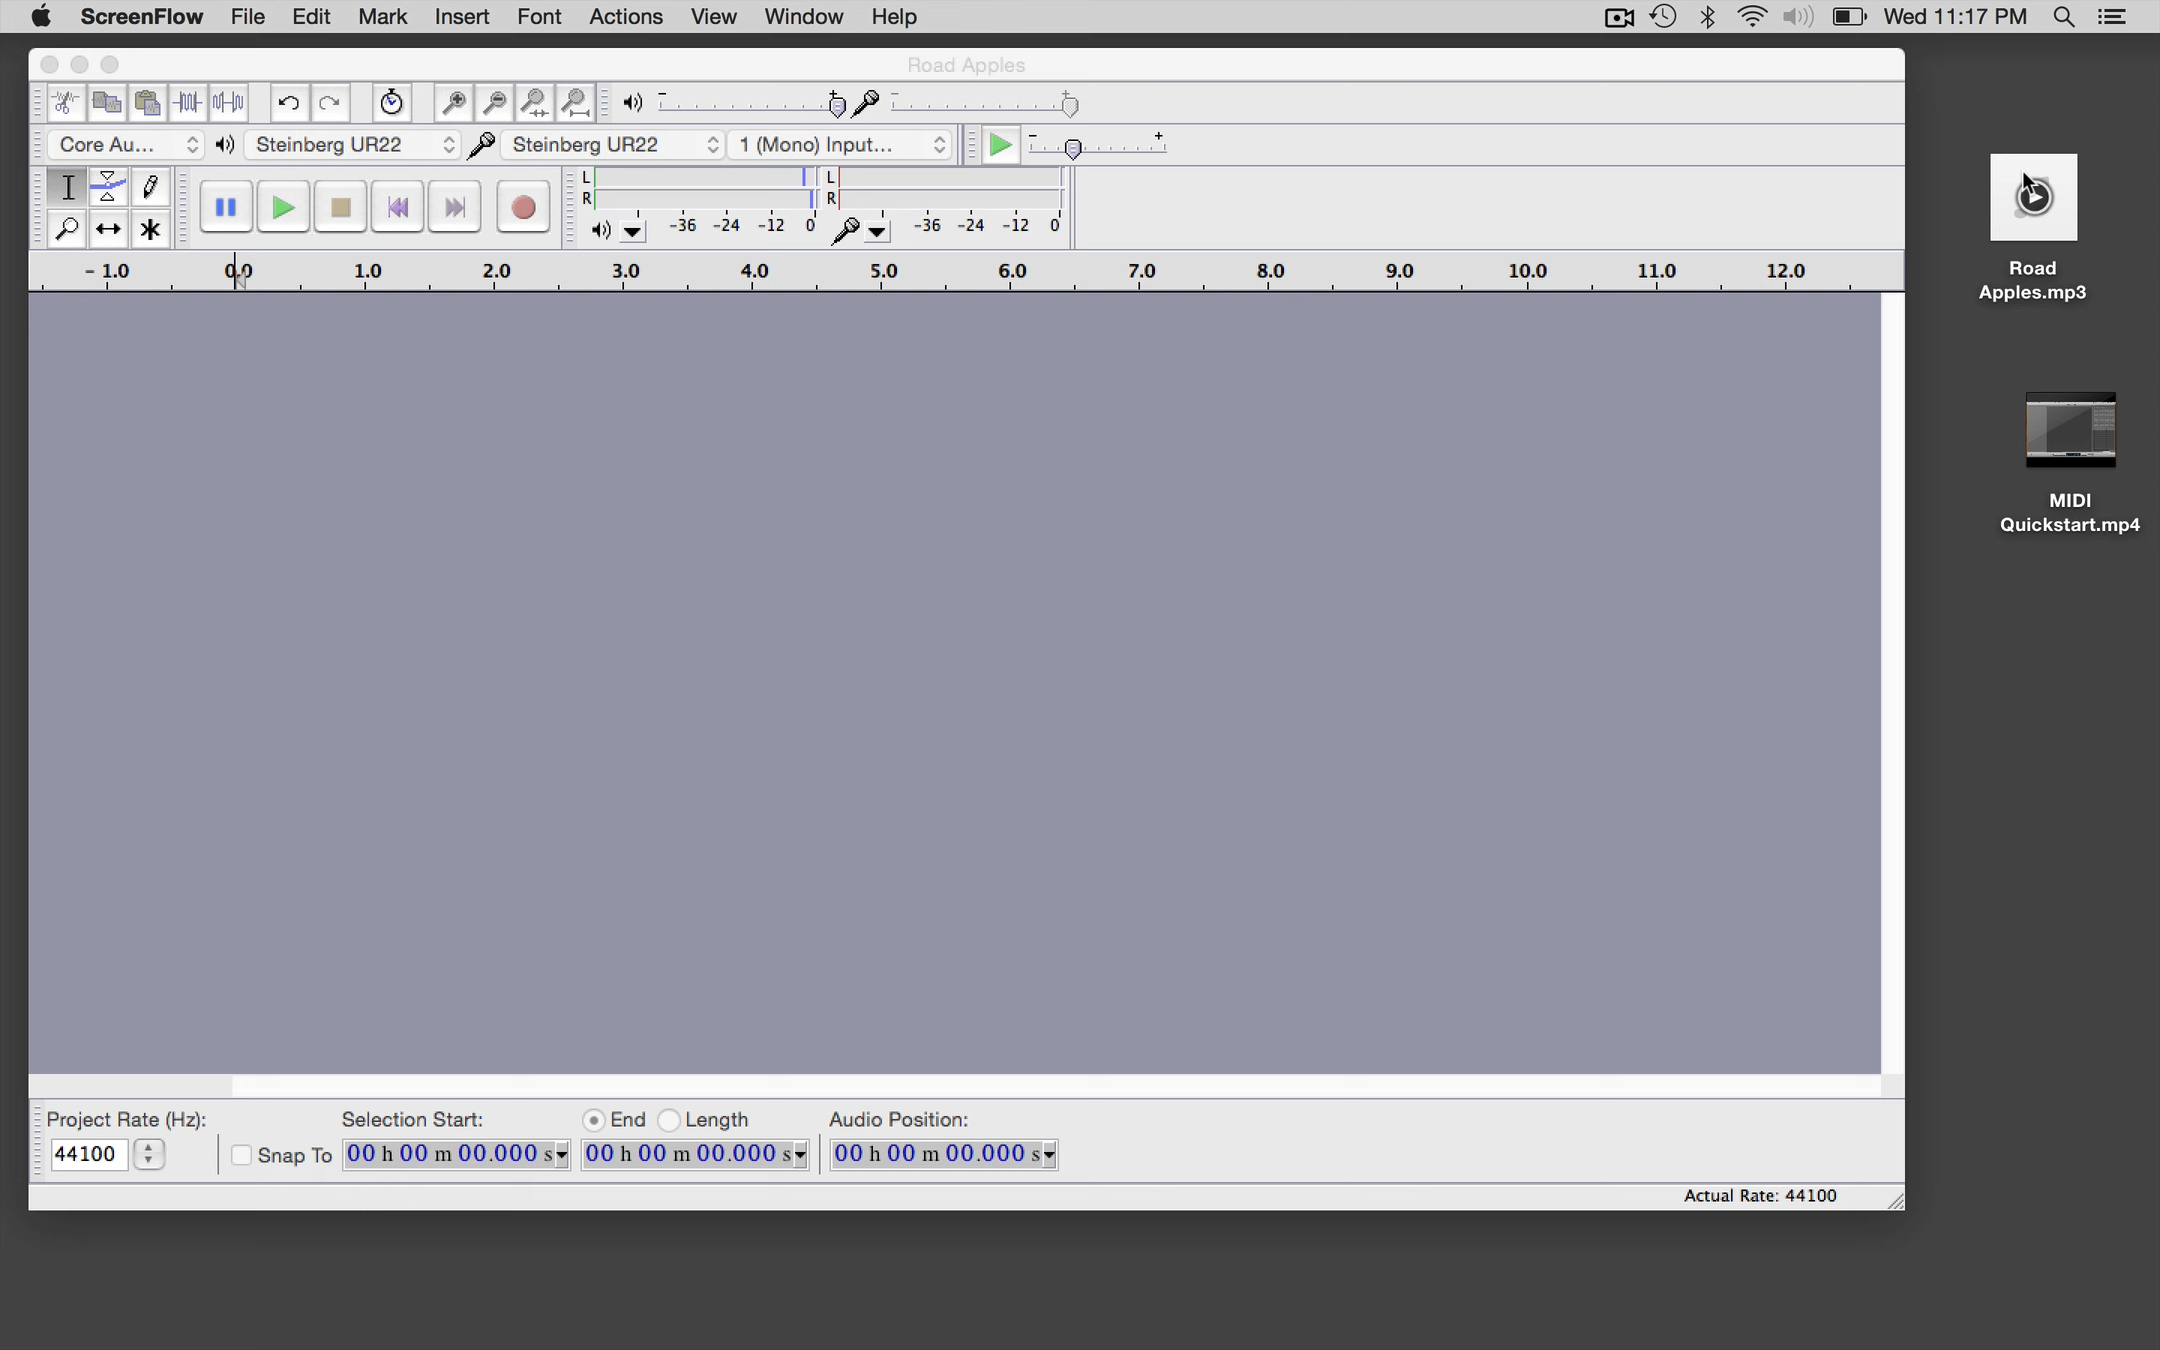 ScreenFlow File Edit Mark Insert Font Actions View Window Help Wed 11:17 PM
Road Apples
Core Au... Steinberg UR22 Steinberg UR22 1 (Mono) Input...
L L
R R
-36 -24 -12 0 -36 -24 -12 0
- 1.0 0.0 1.0 2.0 3.0 4.0 5.0 6.0 7.0 8.0 9.0 10.0 11.0 12.0
Road
Apples.mp3
MIDI
Quickstart.mp4
Project Rate (Hz): Selection Start: End Length Audio Position:
44100 Snap To 00 h 00 m 00.000 s 00 h 00 m 00.000 s 00 h 00 m 00.000 s
Actual Rate: 44100